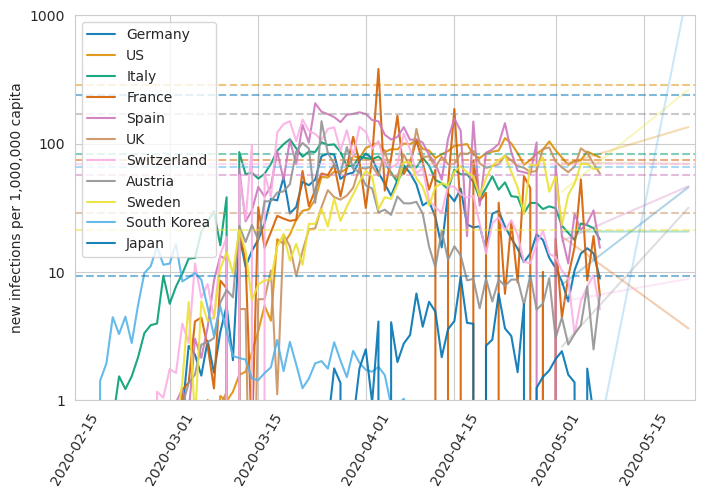 1000
100
10
1
new infections per 1,000,000 capita
Germany
US
Italy
France
Spain
UK
Switzerland
Austria
Sweden
South Korea
Japan
2020-02-15
2020-03-01
2020-03-15
2020-04-01
2020-04-15
2020-05-01
2020-05-15